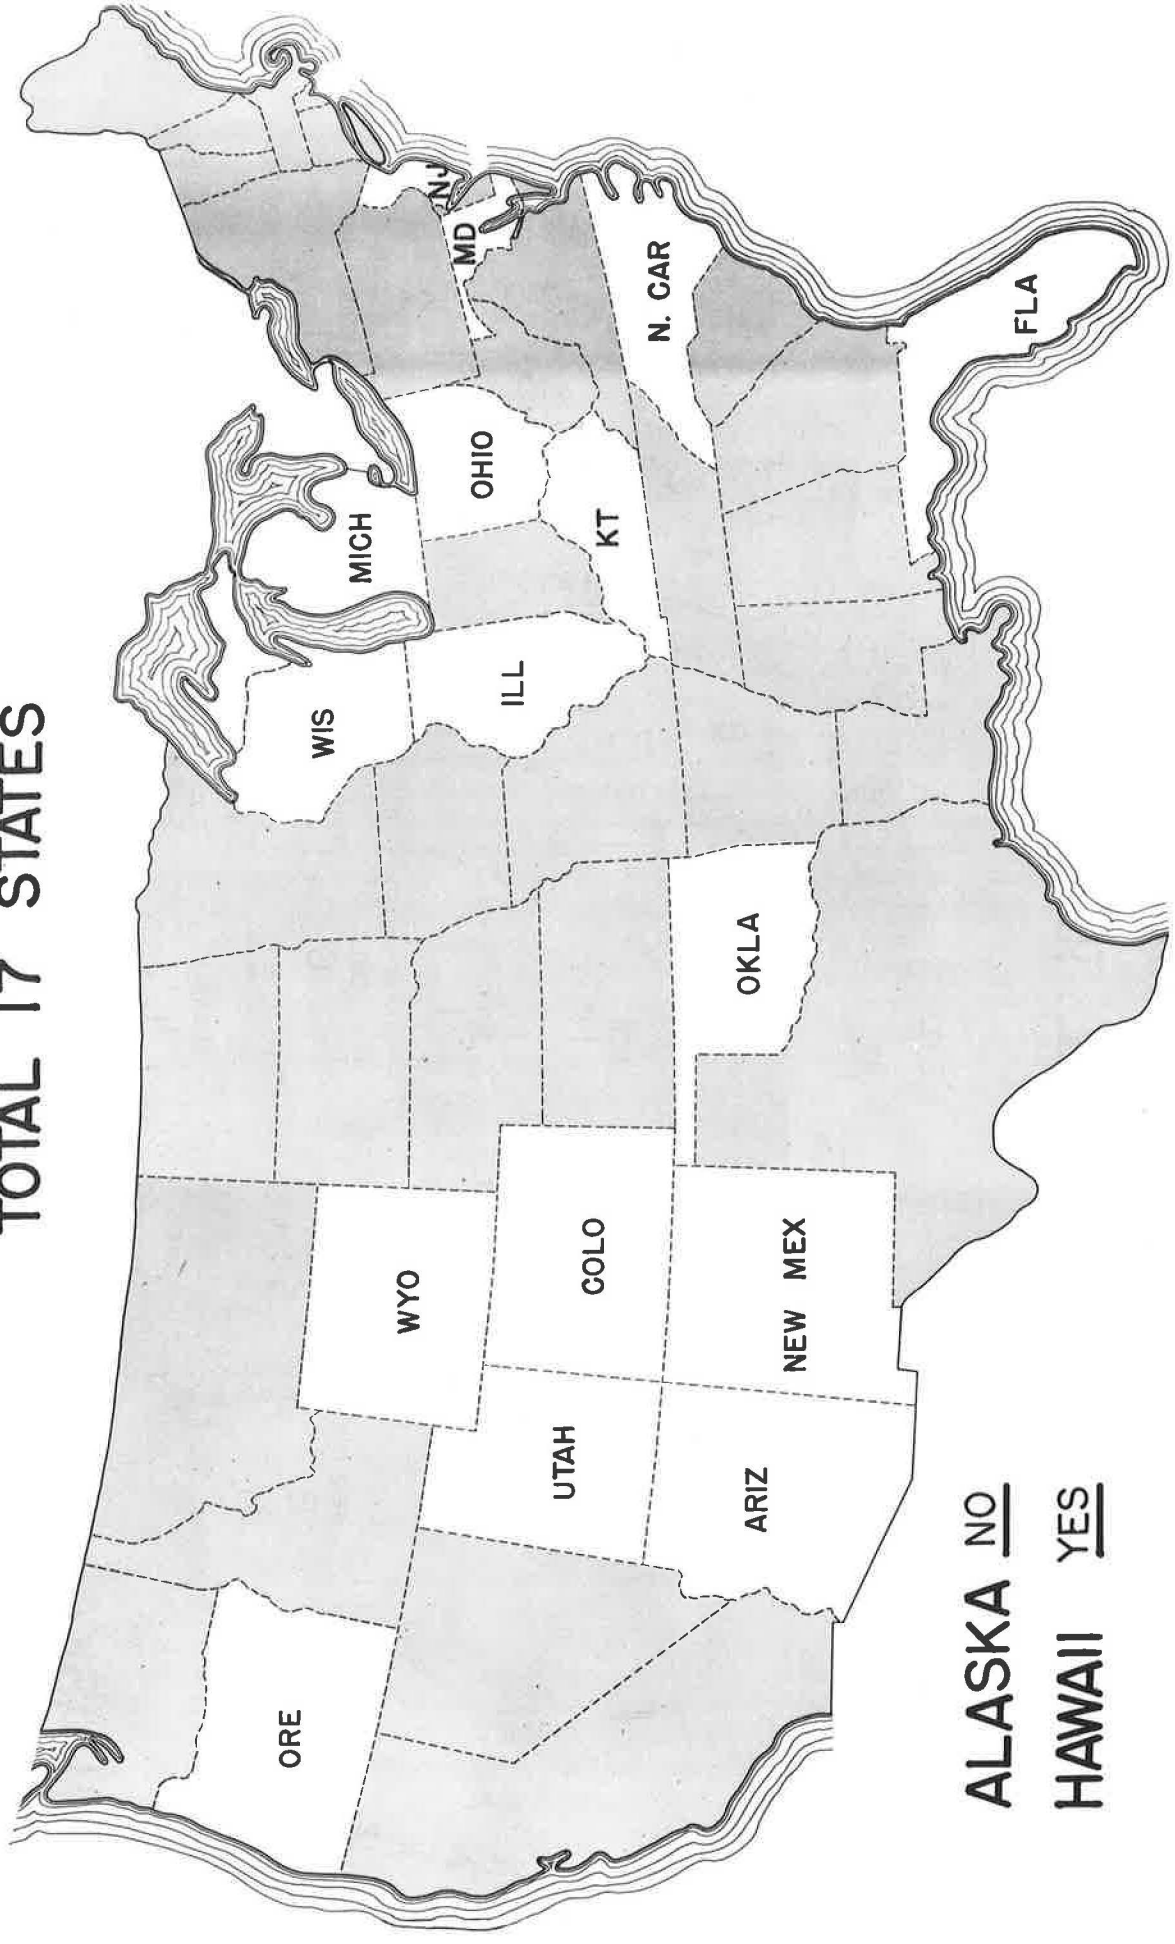 TOTAL 17 STATES
NJ
MD
N. CAR
FLA
OHIO
MICH
KT
ILL
WIS
OKLA
WYO
COLO
NEW MEX
UTAH
ARIZ
ORE
ALASKA NO
HAWAII YES